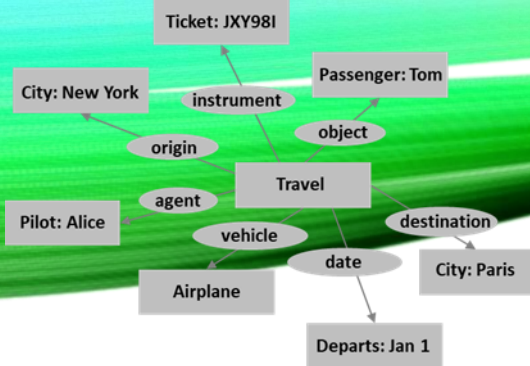 Ticket: JXY98I
Passenger: Tom
City: New York
instrument
object
origin
Travel
agent
Pilot: Alice
destination
vehicle
date
City: Paris
Airplane
Departs: Jan 1